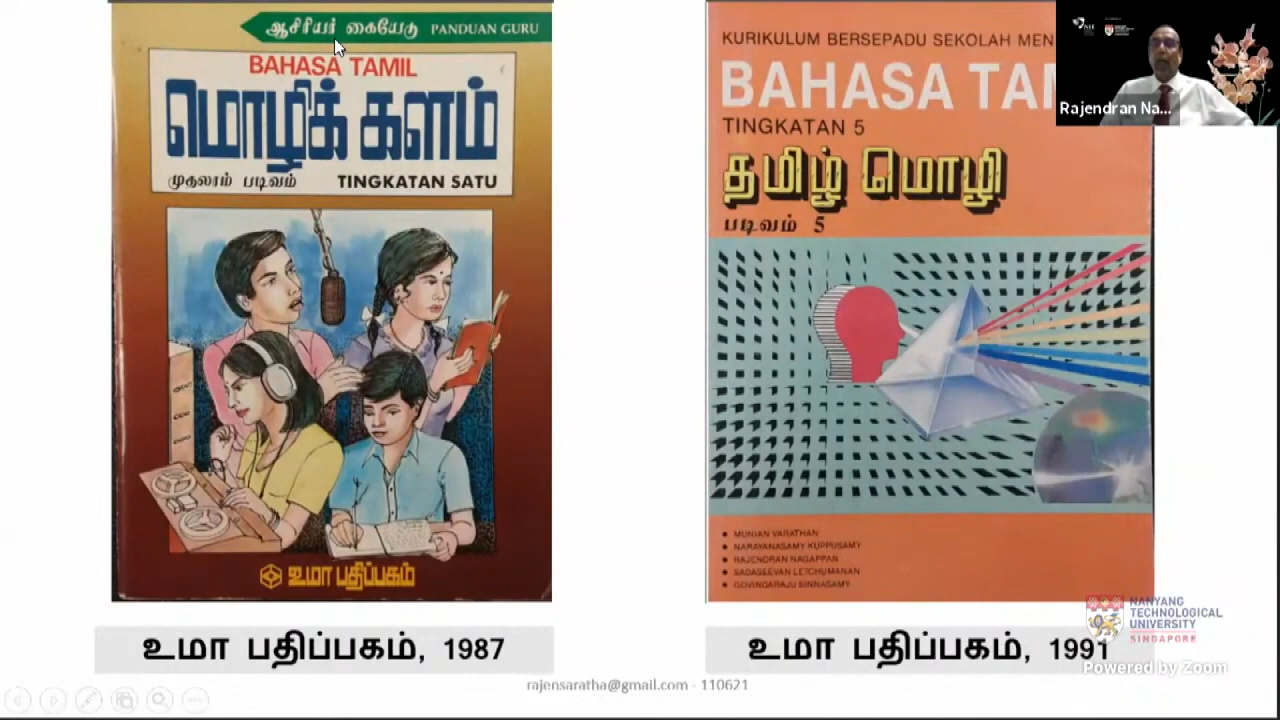 ஆசிரியர் கையேடு PANDUAN GURU
BAHASA TAMIL
மொழிக் களம்
முதலாம் படிவம் TINGKATAN SATU
உமா பதிப்பகம்
உமா பதிப்பகம், 1987
KURIKULUM BERSEPADU SEKOLAH MEN
BAHASA TAM
TINGKATAN 5
தமிழ் மொழி
படிவம் 5
MUNIAN VARATHAN
NARAYANASAMY KUPPUSAMY
RAJENDRAN NAGAPPAN
SADASEEVAN LETCHUMANAN
GOVINDARAJU SINNASAMY
உமா பதிப்பகம், 1991
Rajendran Na...
NANYANG
TECHNOLOGICAL
UNIVERSITY
SINGAPORE
Powered by Zoom
rajensaratha@gmail.com - 110621